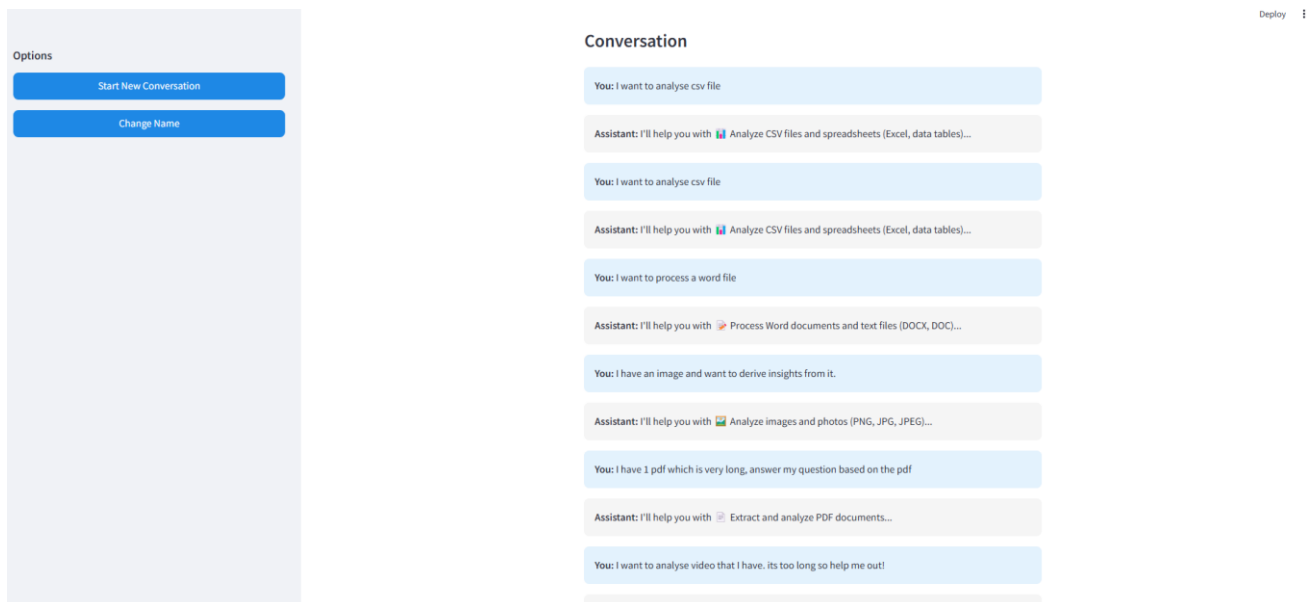 Deploy
Options
Start New Conversation
Change Name
Conversation
You: I want to analyse csv file
Assistant: I'll help you with 📊 Analyze CSV files and spreadsheets (Excel, data tables)...
You: I want to analyse csv file
Assistant: I'll help you with 📊 Analyze CSV files and spreadsheets (Excel, data tables)...
You: I want to process a word file
Assistant: I'll help you with 📝 Process Word documents and text files (DOCX, DOC)...
You: I have an image and want to derive insights from it.
Assistant: I'll help you with 🖼️ Analyze images and photos (PNG, JPG, JPEG)...
You: I have 1 pdf which is very long, answer my question based on the pdf
Assistant: I'll help you with 📄 Extract and analyze PDF documents...
You: I want to analyse video that I have. its too long so help me out!